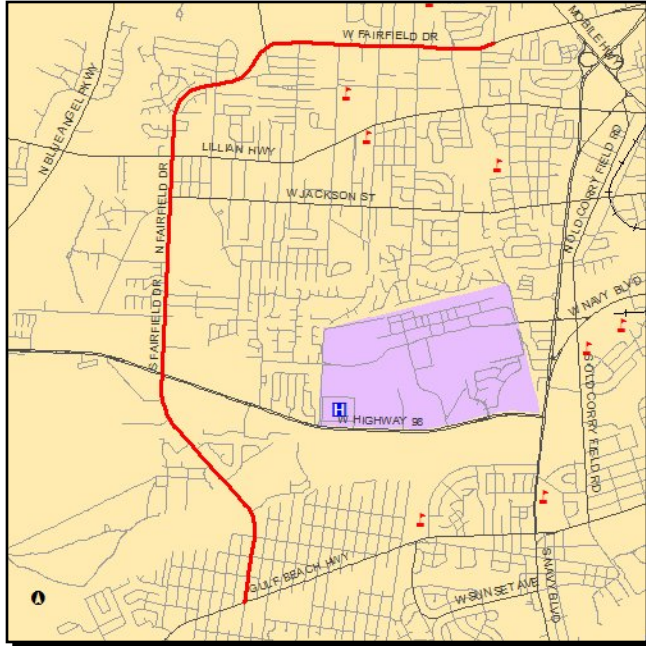 W FAIRFIELD DR
MOBILE HWY
N BLUE ANGEL PKWY
LILLIAN HWY
N OLD CORRY FIELD RD
W JACKSON ST
N FAIRFIELD DR
S FAIRFIELD DR
W NAVY BLVD
H
W HIGHWAY 98
S OLD CORRY FIELD RD
GULF BEACH HWY
W SUNSET AVE
S NAVY BLVD